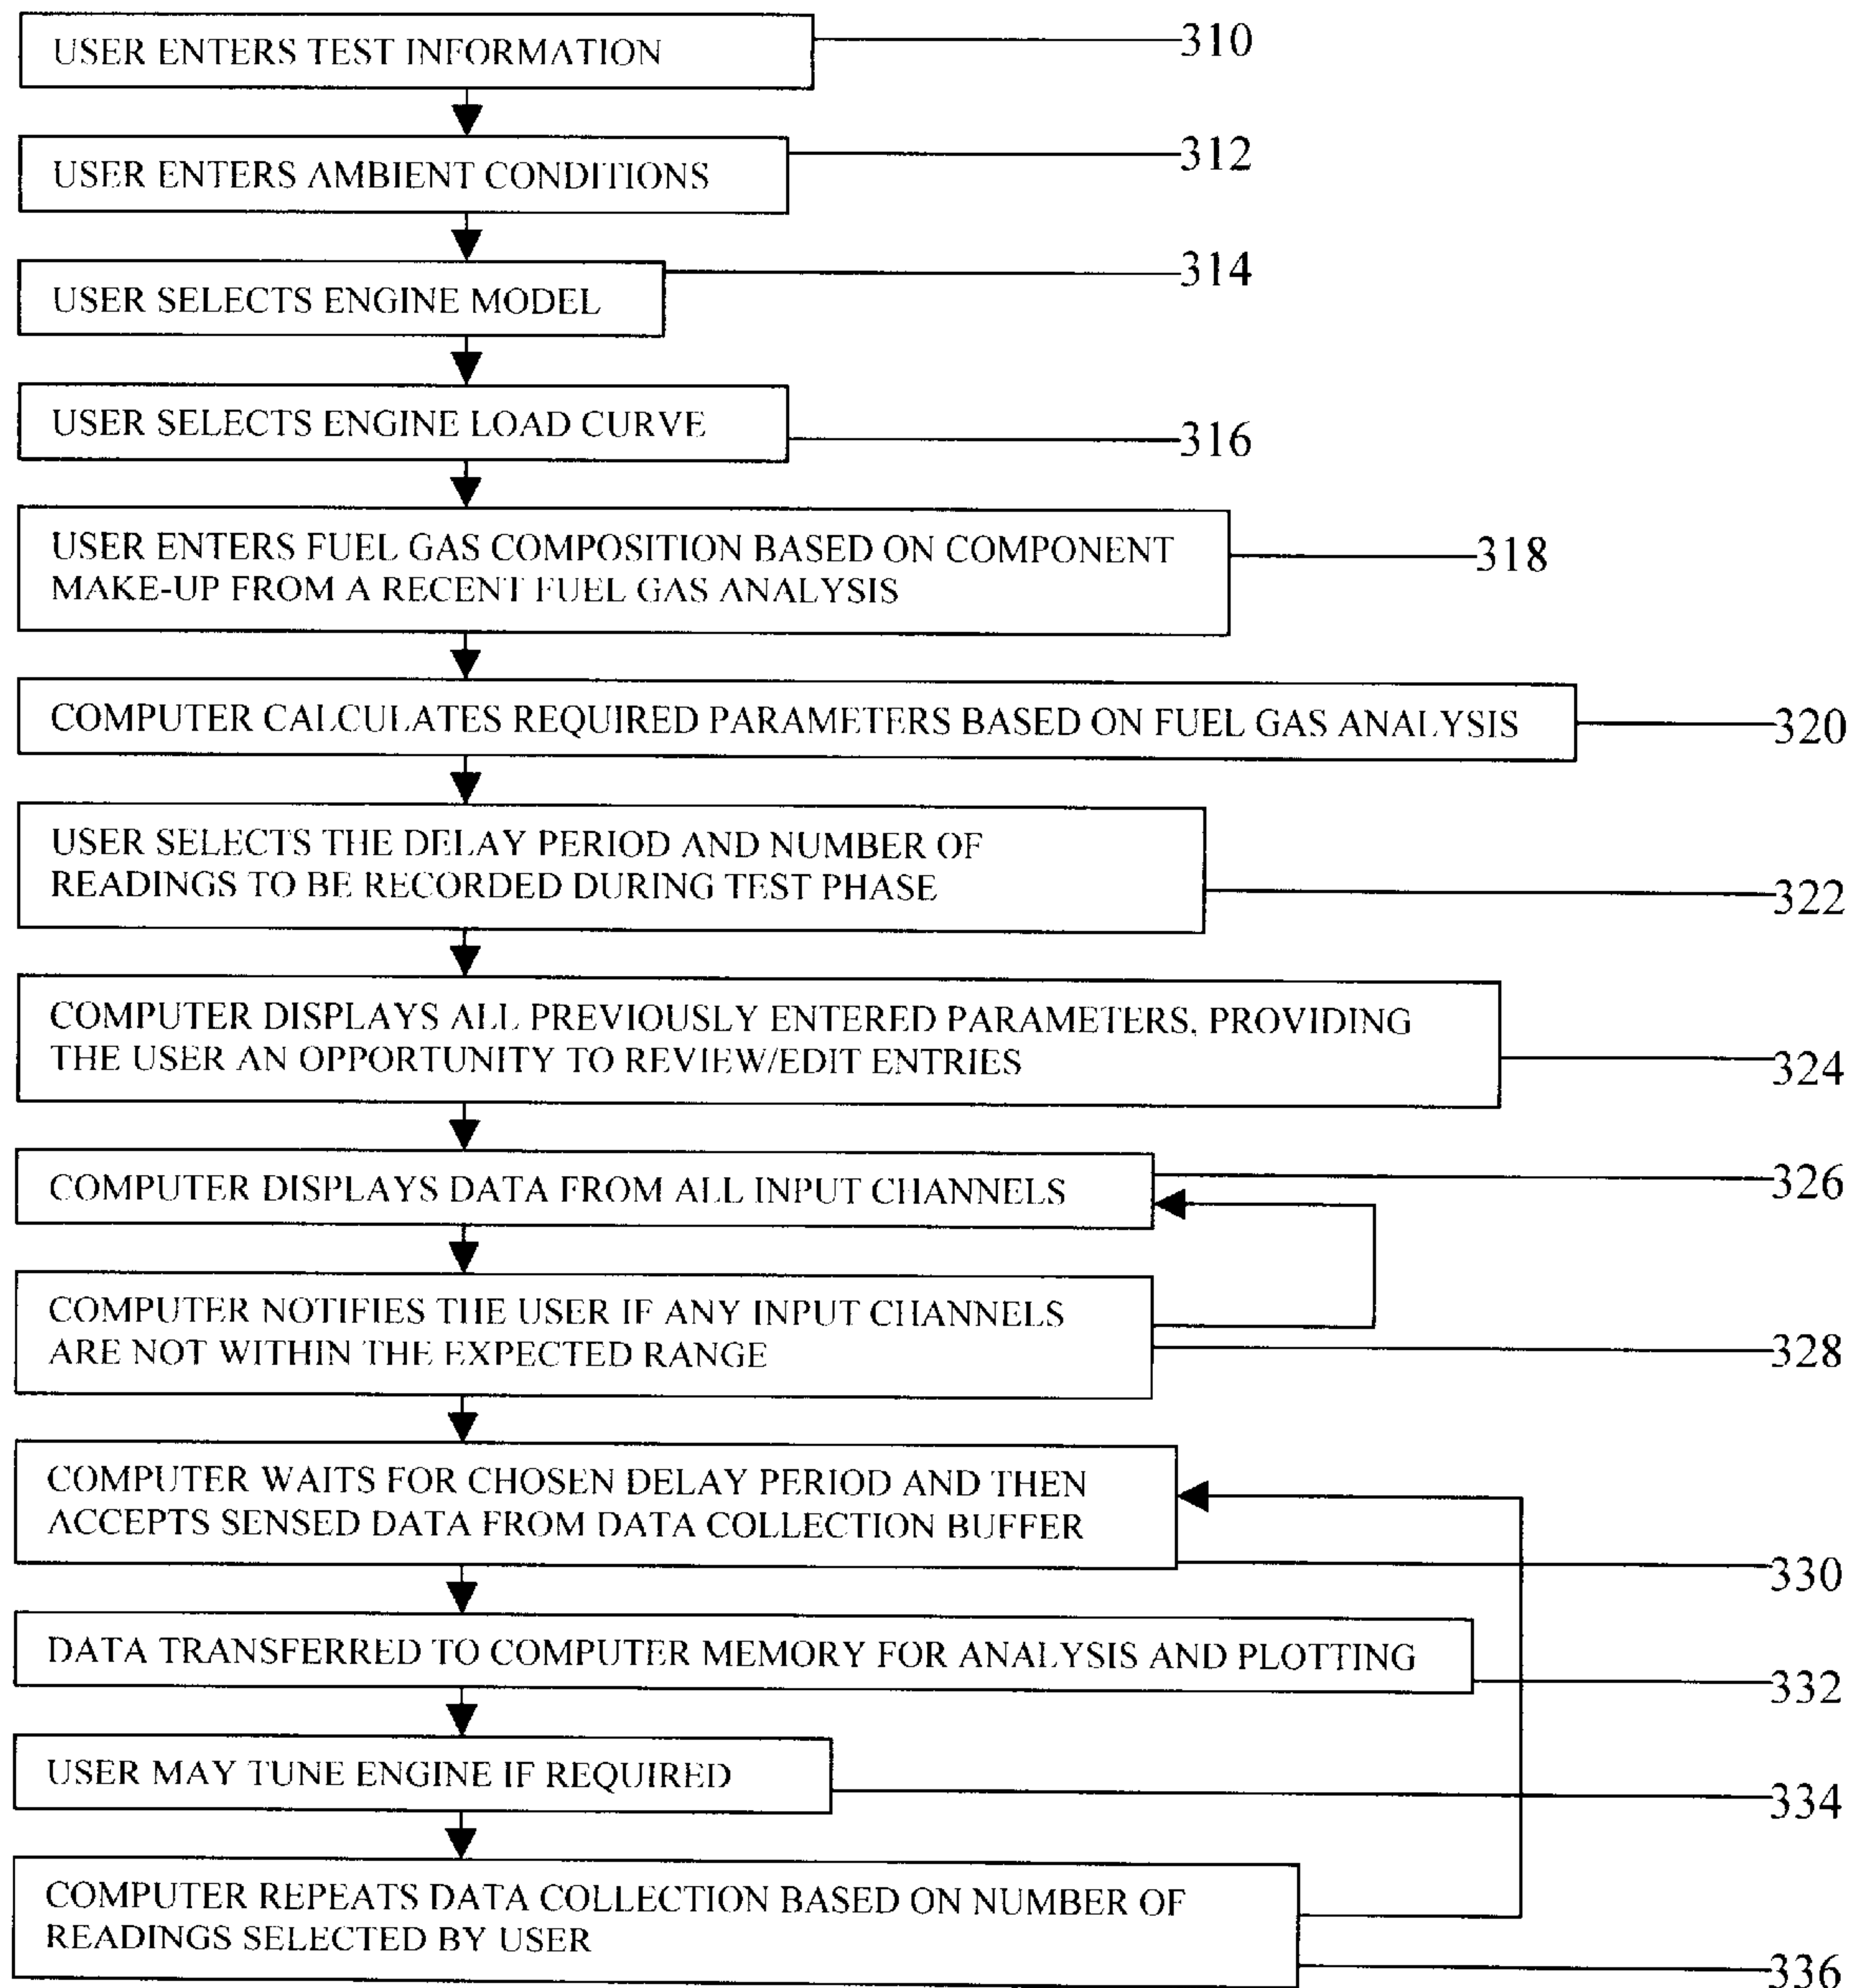 USER ENTERS TEST INFORMATION
310
USER ENTERS AMBIENT CONDITIONS
312
USER SELECTS ENGINE MODEL
314
USER SELECTS ENGINE LOAD CURVE
316
USER ENTERS FUEL GAS COMPOSITION BASED ON COMPONENT
MAKE-UP FROM A RECENT FUEL GAS ANALYSIS
318
COMPUTER CALCULATES REQUIRED PARAMETERS BASED ON FUEL GAS ANALYSIS
320
USER SELECTS THE DELAY PERIOD AND NUMBER OF
READINGS TO BE RECORDED DURING TEST PHASE
322
COMPUTER DISPLAYS ALL PREVIOUSLY ENTERED PARAMETERS, PROVIDING
THE USER AN OPPORTUNITY TO REVIEW/EDIT ENTRIES
324
COMPUTER DISPLAYS DATA FROM ALL INPUT CHANNELS
326
COMPUTER NOTIFIES THE USER IF ANY INPUT CHANNELS
ARE NOT WITHIN THE EXPECTED RANGE
328
COMPUTER WAITS FOR CHOSEN DELAY PERIOD AND THEN
ACCEPTS SENSED DATA FROM DATA COLLECTION BUFFER
330
DATA TRANSFERRED TO COMPUTER MEMORY FOR ANALYSIS AND PLOTTING
332
USER MAY TUNE ENGINE IF REQUIRED
334
COMPUTER REPEATS DATA COLLECTION BASED ON NUMBER OF
READINGS SELECTED BY USER
336